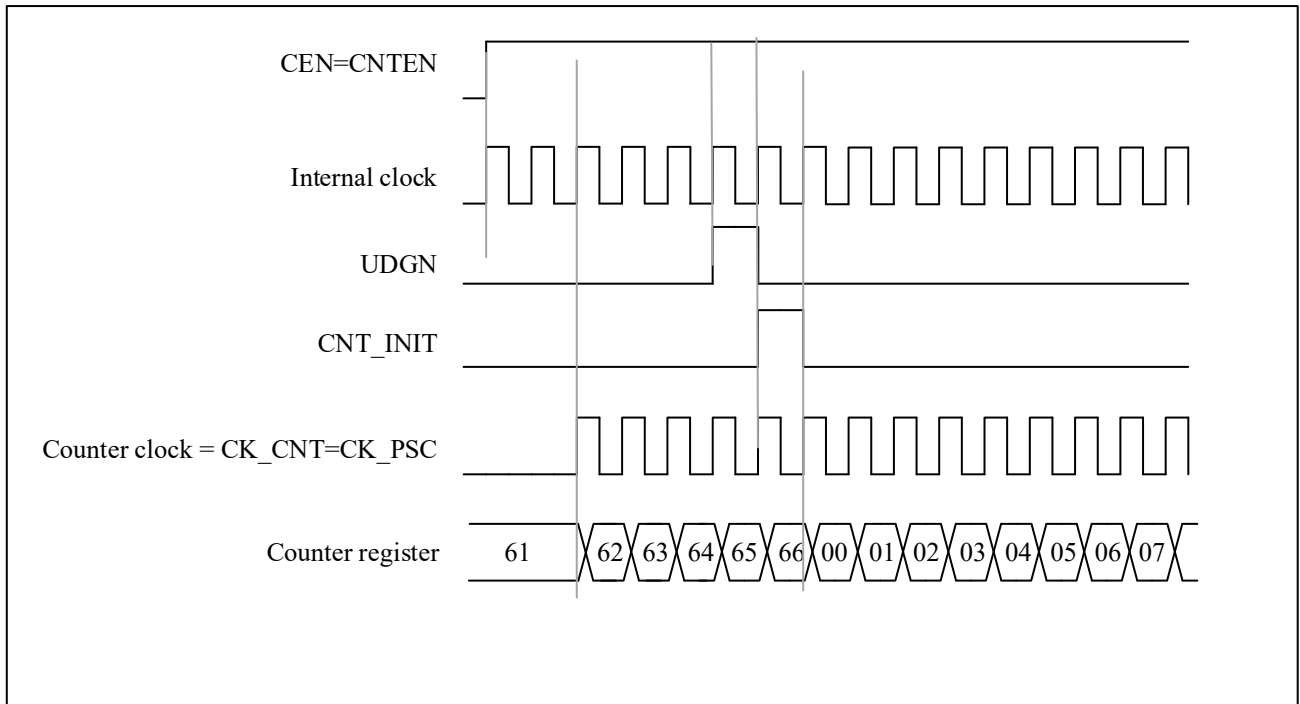 CEN=CNTEN
Internal clock
UDGN
CNT_INIT
Counter clock = CK_CNT=CK_PSC
Counter register 61 62 63 64 65 66 00 01 02 03 04 05 06 07